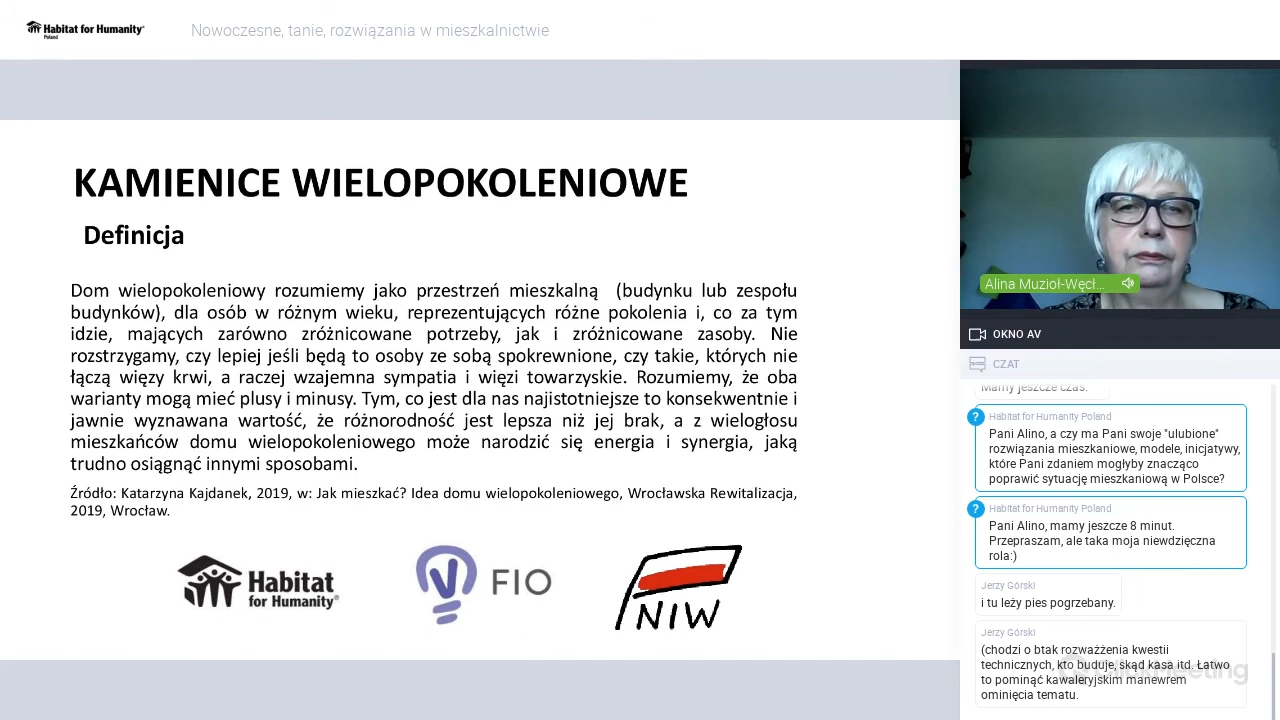 Habitat for Humanity®
Poland
Nowoczesne, tanie, rozwiązania w mieszkalnictwie
KAMIENICE WIELOPOKOLENIOWE
Definicja
Dom wielopokoleniowy rozumiemy jako przestrzeń mieszkalną (budynku lub zespołu
budynków), dla osób w różnym wieku, reprezentujących różne pokolenia i, co za tym
idzie, mających zarówno zróżnicowane potrzeby, jak i zróżnicowane zasoby. Nie
rozstrzygamy, czy lepiej jeśli będą to osoby ze sobą spokrewnione, czy takie, których nie
łączą więzy krwi, a raczej wzajemna sympatia i więzi towarzyskie. Rozumiemy, że oba
warianty mogą mieć plusy i minusy. Tym, co jest dla nas najistotniejsze to konsekwentnie i
jawnie wyznawana wartość, że różnorodność jest lepsza niż jej brak, a z wielogłosu
mieszkańców domu wielopokoleniowego może narodzić się energia i synergia, jaką
trudno osiągnąć innymi sposobami.
Źródło: Katarzyna Kajdanek, 2019, w: Jak mieszkać? Idea domu wielopokoleniowego, Wrocławska Rewitalizacja,
2019, Wrocław.
Habitat
for Humanity®
FIO
NIW
Alina Muzioł-Węcł...
OKNO AV
CZAT
Mamy jeszcze czas.
?
Habitat for Humanity Poland
Pani Alino, a czy ma Pani swoje "ulubione"
rozwiązania mieszkaniowe, modele, inicjatywy,
które Pani zdaniem mogłyby znacząco
poprawić sytuację mieszkaniową w Polsce?
?
Habitat for Humanity Poland
Pani Alino, mamy jeszcze 8 minut.
Przepraszam, ale taka moja niewdzięczna
rola:)
Jerzy Górski
i tu leży pies pogrzebany.
Jerzy Górski
(chodzi o btak rozważżenia kwestii
technicznych, kto buduje, skąd kasa itd. Łatwo
to pominąć kawaleryjskim manewrem
ominięcia tematu.
ClickMeeting